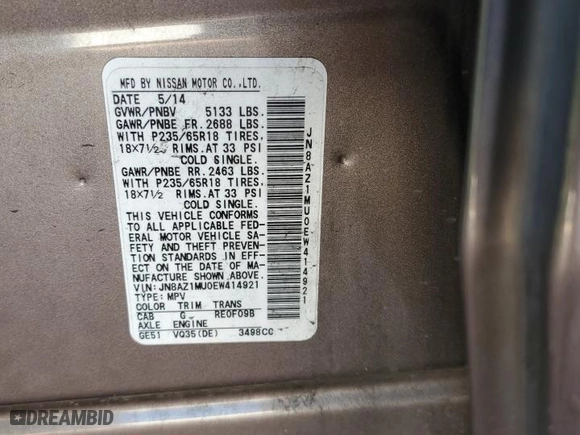 MFD BY NISSAN MOTOR CO.,LTD.
DATE 5/14
GVWR/PNBV 5133 LBS.
GAWR/PNBE FR. 2688 LBS.
WITH P235/65R18 TIRES,
18×7½ RIMS.AT 33 PSI
COLD SINGLE.
GAWR/PNBE RR. 2463 LBS.
WITH P235/65R18 TIRES,
18×7½ RIMS.AT 33 PSI
COLD SINGLE.
THIS VEHICLE CONFORMS
TO ALL APPLICABLE FED-
ERAL MOTOR VEHICLE SA-
FETY AND THEFT PREVEN-
TION STANDARDS IN EFF-
ECT ON THE DATE OF MA-
NUFACTURE SHOWN ABOVE.
VIN: JN8AZ1MU0EW414921
TYPE: MPV
COLOR TRIM TRANS
CAB G RE0F09B
AXLE ENGINE
GE51 VQ35(DE) 3498CC
JN8AZ1MU0EW414921
DREAMBID